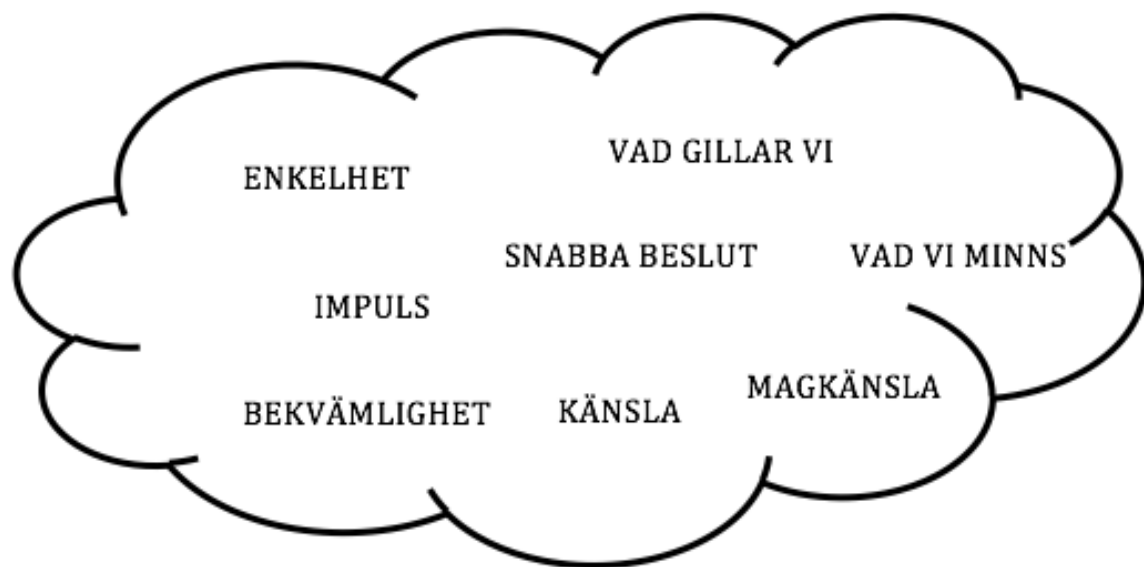 VAD GILLAR VI
ENKELHET
SNABBA BESLUT
VAD VI MINNS
IMPULS
MAGKÄNSLA
BEKVÄMLIGHET
KÄNSLA